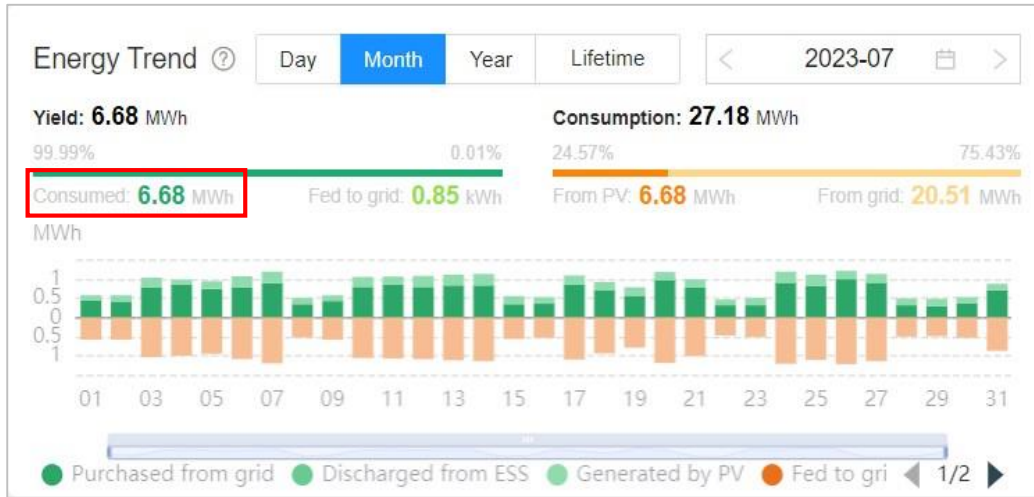 Energy Trend ? Day Month Year Lifetime < 2023-07 >
Yield: 6.68 MWh Consumption: 27.18 MWh
99.99% 0.01% 24.57% 75.43%
Consumed: 6.68 MWh Fed to grid: 0.85 kWh From PV: 6.68 MWh From grid: 20.51 MWh
MWh
1
0.5
0
0.5
1
01 03 05 07 09 11 13 15 17 19 21 23 25 27 29 31
Purchased from grid Discharged from ESS Generated by PV Fed to gri 1/2